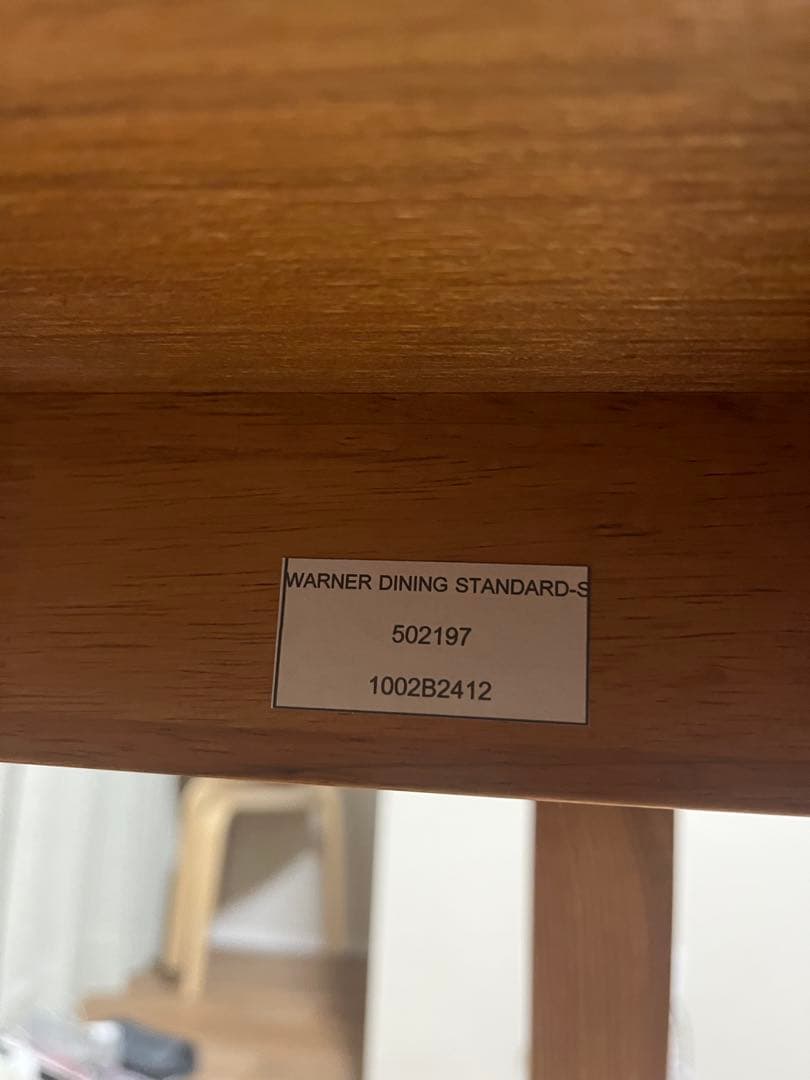 WARNER DINING STANDARD-S
502197
1002B2412